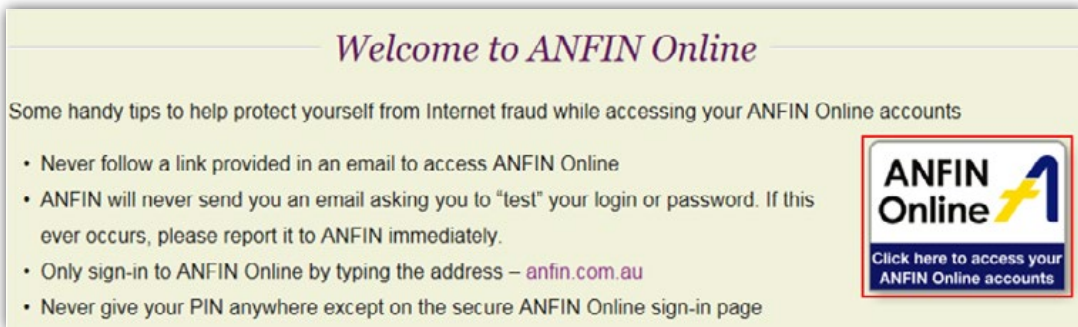 Welcome to ANFIN Online
Some handy tips to help protect yourself from Internet fraud while accessing your ANFIN Online accounts
• Never follow a link provided in an email to access ANFIN Online
• ANFIN will never send you an email asking you to “test” your login or password. If this
ever occurs, please report it to ANFIN immediately.
• Only sign-in to ANFIN Online by typing the address – anfin.com.au
• Never give your PIN anywhere except on the secure ANFIN Online sign-in page
ANFIN
Online
Click here to access your
ANFIN Online accounts